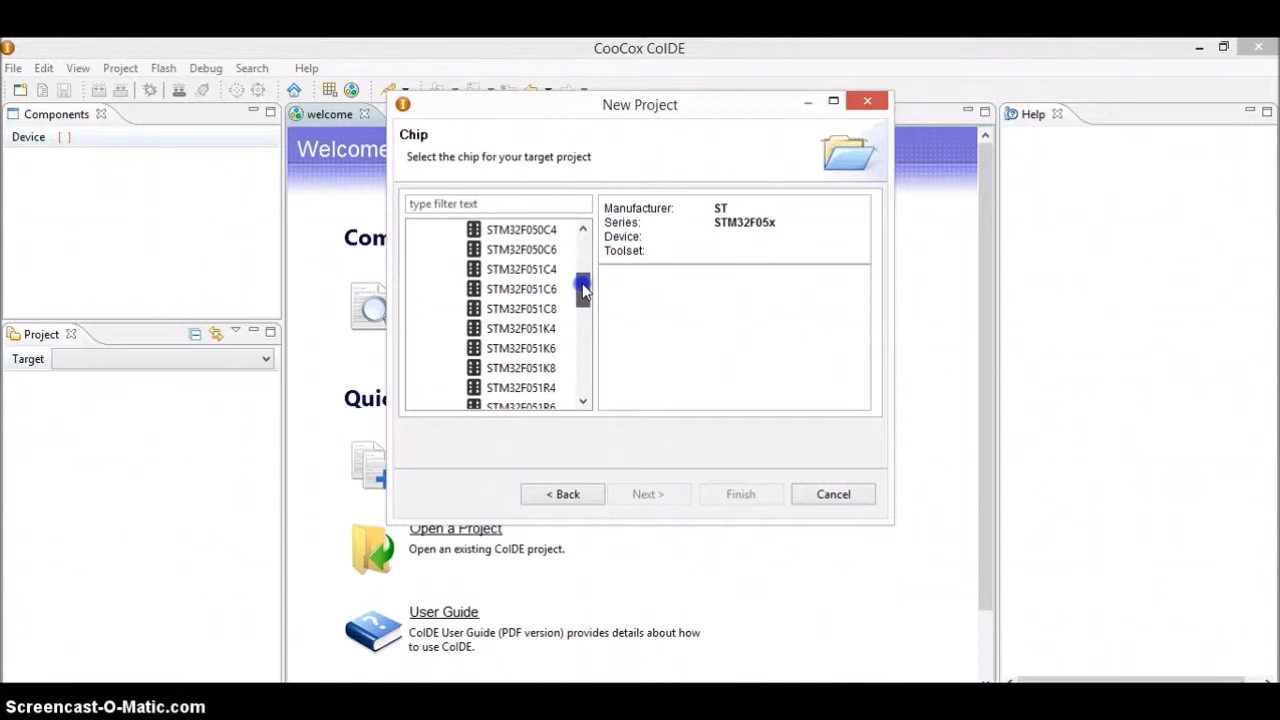 CooCox CoIDE
File Edit View Project Flash Debug Search Help
Components
Device [ ]
welcome
Help
Welcome
Com
Quic
New Project
Chip
Select the chip for your target project
type filter text
STM32F050C4
STM32F050C6
STM32F051C4
STM32F051C6
STM32F051C8
STM32F051K4
STM32F051K6
STM32F051K8
STM32F051R4
STM32F051R6
Manufacturer: ST
Series: STM32F05x
Device:
Toolset:
< Back
Next >
Finish
Cancel
Project
Target
Open a Project
Open an existing CoIDE project.
User Guide
CoIDE User Guide (PDF version) provides details about how
to use CoIDE.
Screencast-O-Matic.com